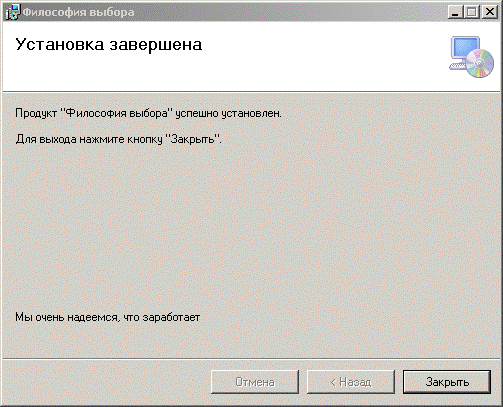 Философия выбора
Установка завершена
Продукт "Философия выбора" успешно установлен.
Для выхода нажмите кнопку "Закрыть".
Мы очень надеемся, что заработает
Отмена
< Назад
Закрыть